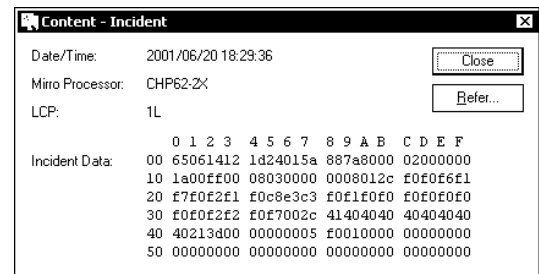 Content - Incident
Date/Time: 2001/06/20 18:29:36
Close
Mirro Processor: CHP62-2X
Refer...
LCP: 1L
0 1 2 3 4 5 6 7 8 9 A B C D E F
Incident Data: 00 65061412 1d24015a 887a8000 02000000
10 1a00ff00 08030000 0008012c f0f0f6f1
20 f7f0f2f1 f0c8e3c3 f0f1f0f0 f0f0f0f0
30 f0f0f2f2 f0f7002c 41404040 40404040
40 40213d00 00000005 f0010000 00000000
50 00000000 00000000 00000000 00000000